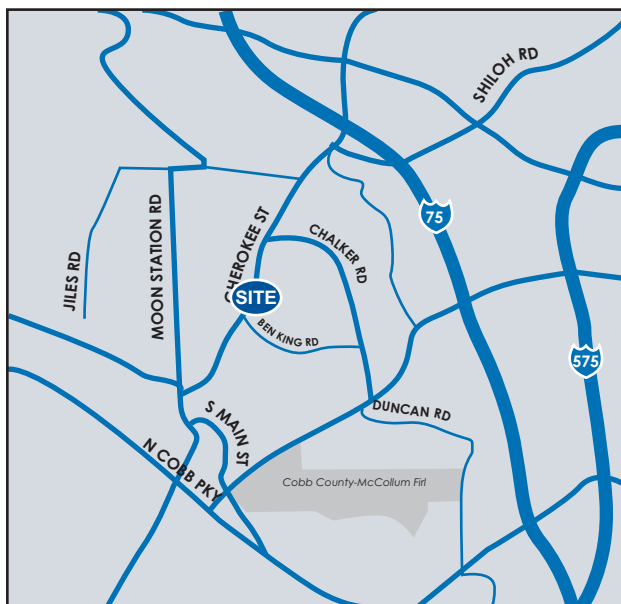 SHILOH RD
75
CHEROKEE ST
CHALKER RD
MOON STATION RD
JILES RD
SITE
BEN KING RD
575
DUNCAN RD
S MAIN ST
N COBB PKY
Cobb County-McCollum Firl